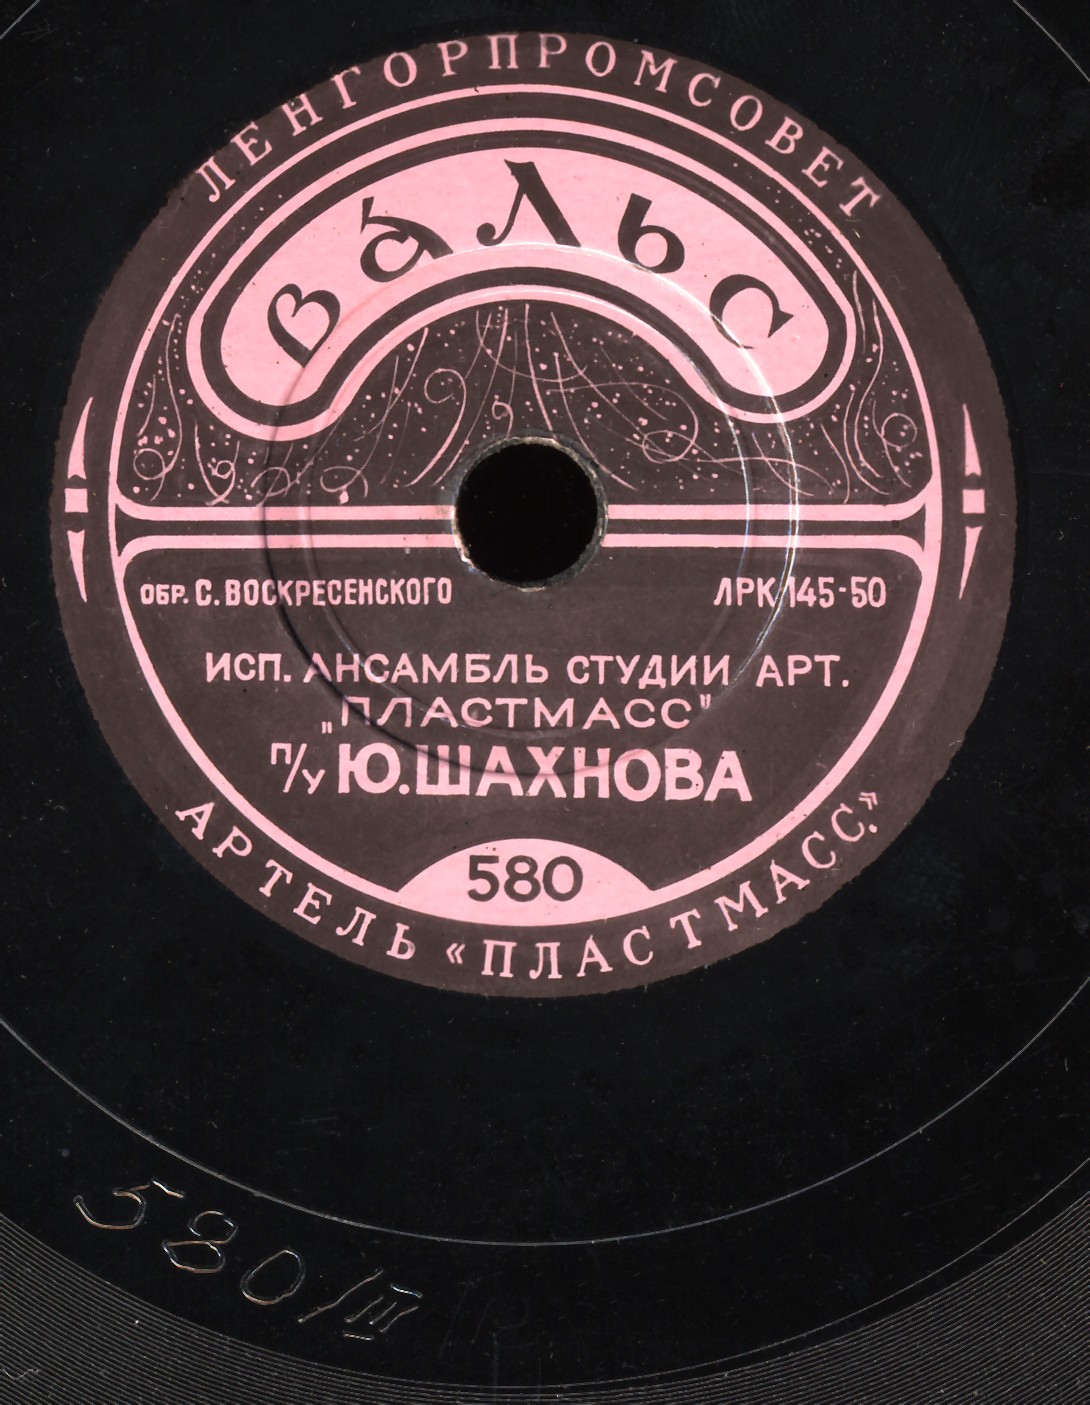 ЛЕНГОРПРОМСОВЕТ
ВАЛЬС
ОБР. С. ВОСКРЕСЕНСКОГО ЛРК 145-50
ИСП. АНСАМБЛЬ СТУДИИ АРТ.
„ПЛАСТМАСС"
П/У Ю. ШАХНОВА
580
АРТЕЛЬ «ПЛАСТМАСС.»
580/III